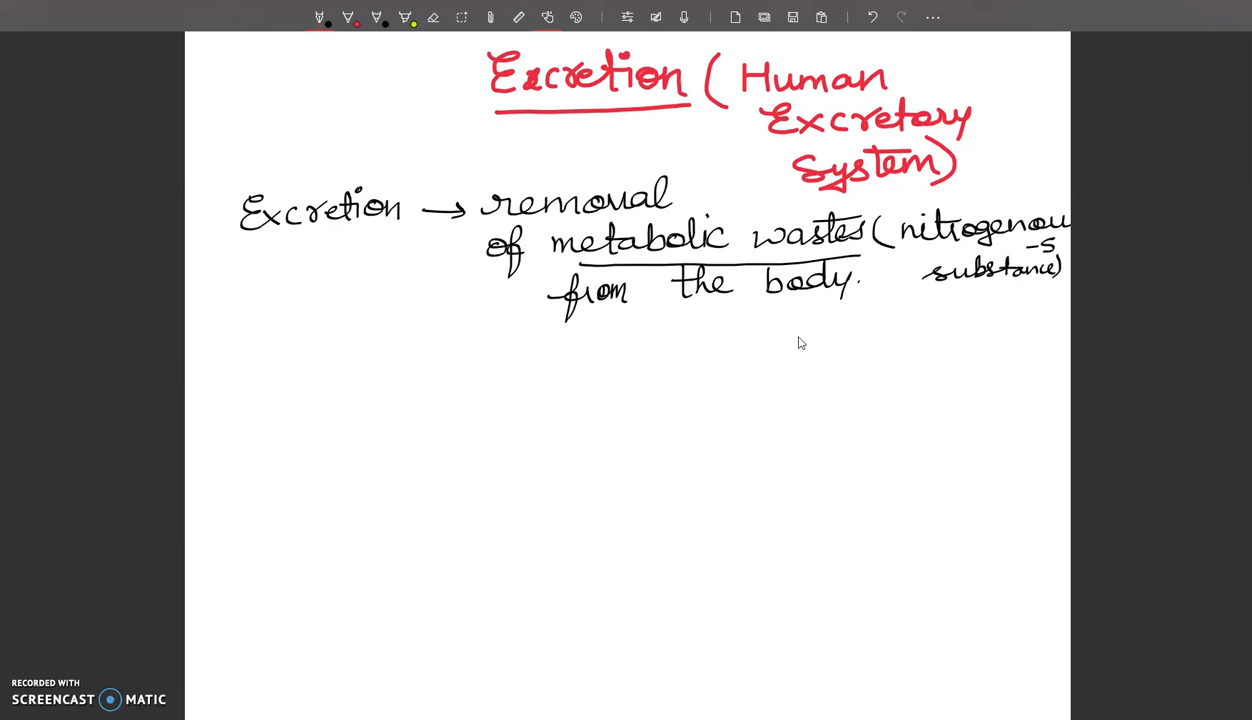 Excretion ( Human
Excretory
System)
Excretion → removal
of metabolic wastes ( nitrogenou
-s
from the body. substance)
RECORDED WITH
SCREENCAST MATIC